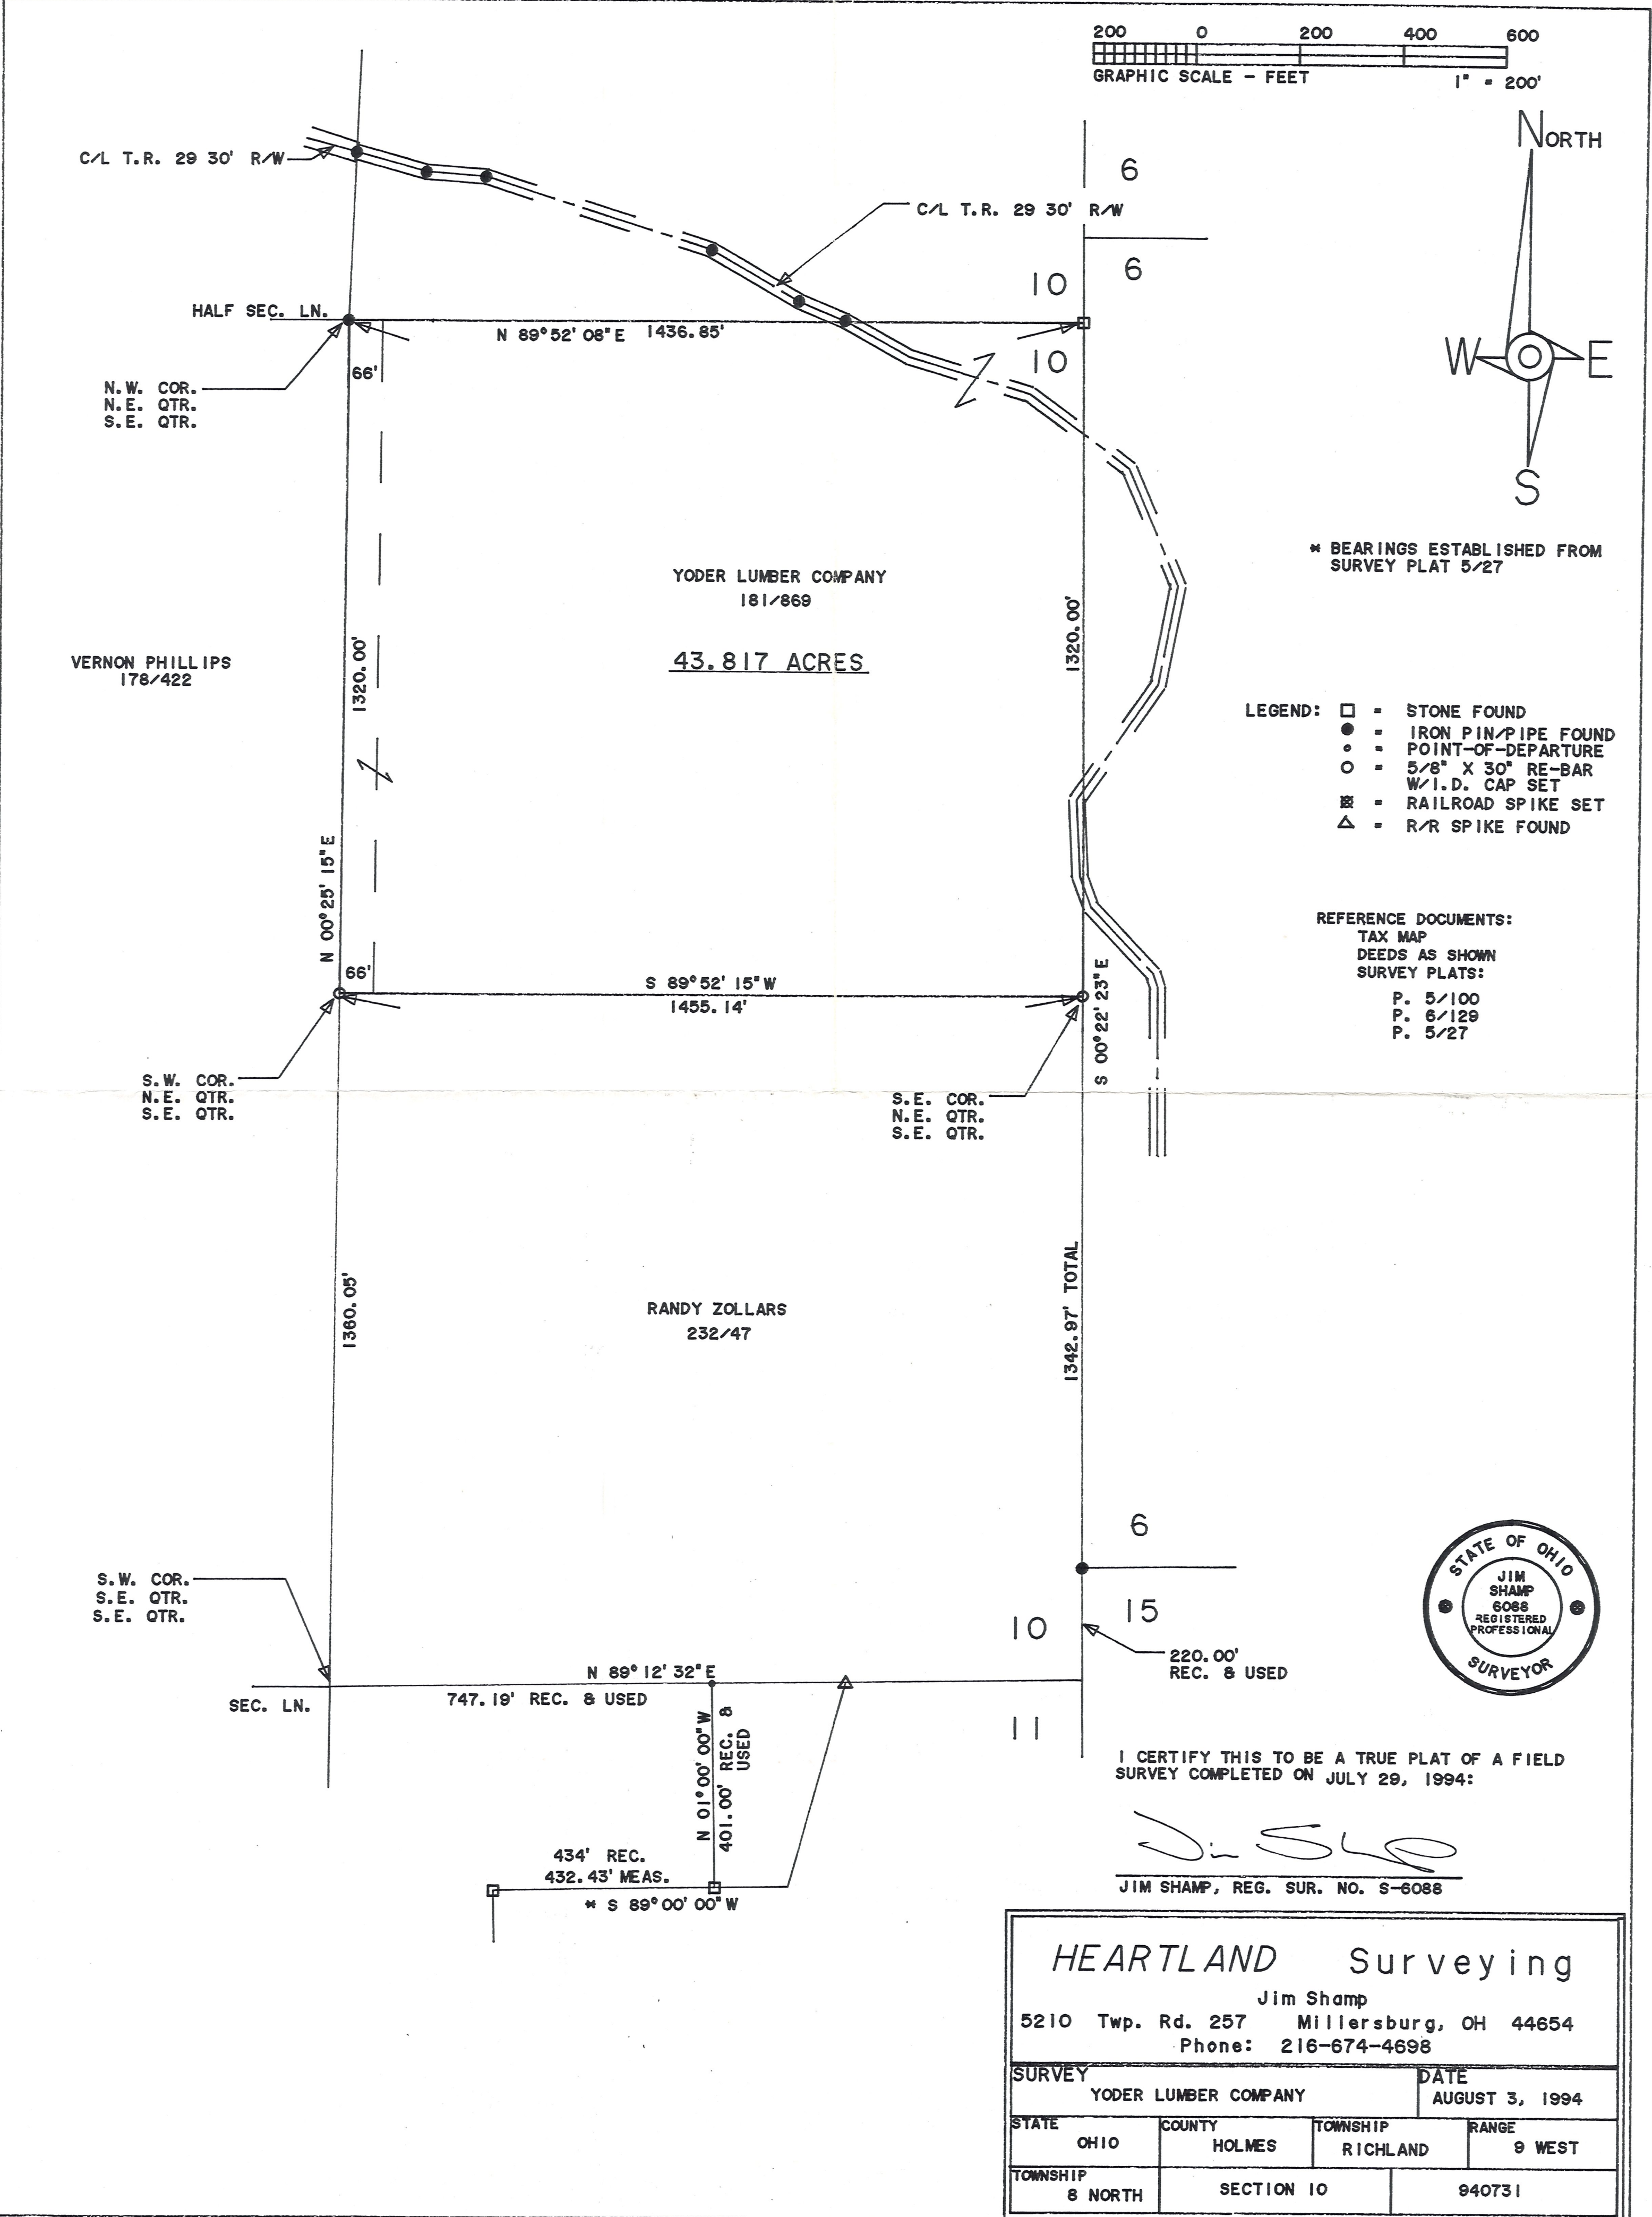 200 0 200 400 600
GRAPHIC SCALE - FEET
1" = 200'
NORTH
W E
S
C/L T.R. 29 30' R/W
C/L T.R. 29 30' R/W
6
6
10
10
HALF SEC. LN.
N 89°52' 08" E 1436.85'
66'
N.W. COR.
N.E. QTR.
S.E. QTR.
* BEARINGS ESTABLISHED FROM
SURVEY PLAT 5/27
YODER LUMBER COMPANY
181/869
43.817 ACRES
VERNON PHILLIPS
178/422
1320.00'
1320.00'
N 00°25' 15" E
LEGEND:
= STONE FOUND
= IRON PIN/PIPE FOUND
= POINT-OF-DEPARTURE
= 5/8" X 30" RE-BAR
W/I.D. CAP SET
= RAILROAD SPIKE SET
= R/R SPIKE FOUND
REFERENCE DOCUMENTS:
TAX MAP
DEEDS AS SHOWN
SURVEY PLATS:
P. 5/100
P. 6/129
P. 5/27
66'
S 89°52' 15" W
1455.14'
S 00°22' 23" E
S.W. COR.
N.E. QTR.
S.E. QTR.
S.E. COR.
N.E. QTR.
S.E. QTR.
1360.05'
RANDY ZOLLARS
232/47
1342.97' TOTAL
6
15
10
11
220.00'
REC. & USED
S.W. COR.
S.E. QTR.
S.E. QTR.
SEC. LN.
N 89°12' 32" E
747.19' REC. & USED
N 01°00' 00" W
401.00' REC. &
USED
434' REC.
432.43' MEAS.
* S 89°00' 00" W
STATE OF OHIO
JIM
SHAMP
6088
REGISTERED
PROFESSIONAL
SURVEYOR
I CERTIFY THIS TO BE A TRUE PLAT OF A FIELD
SURVEY COMPLETED ON JULY 29, 1994:
Jim Shamp
JIM SHAMP, REG. SUR. NO. S-6088
HEARTLAND Surveying
Jim Shamp
5210 Twp. Rd. 257 Millersburg, OH 44654
Phone: 216-674-4698
SURVEY
YODER LUMBER COMPANY
DATE
AUGUST 3, 1994
STATE
OHIO
COUNTY
HOLMES
TOWNSHIP
RICHLAND
RANGE
9 WEST
TOWNSHIP
8 NORTH
SECTION 10
940731